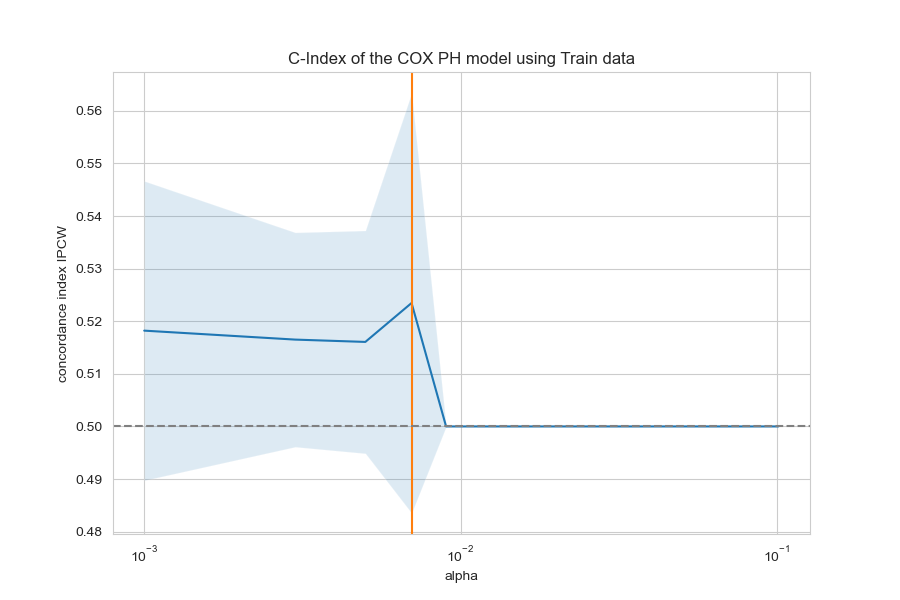 C-Index of the COX PH model using Train data
concordance index IPCW
0.56
0.55
0.54
0.53
0.52
0.51
0.50
0.49
0.48
10⁻³ 10⁻² 10⁻¹
alpha